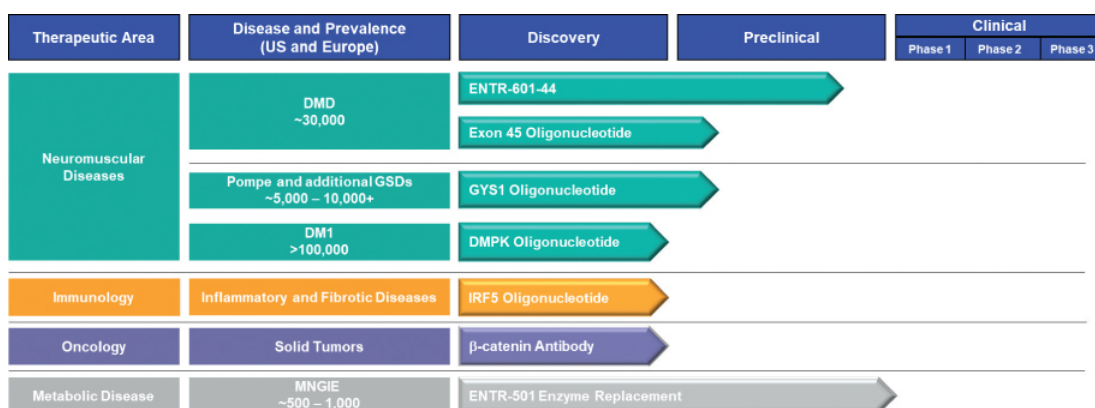 Therapeutic Area
Disease and Prevalence
(US and Europe)
Discovery
Preclinical
Clinical
Phase 1
Phase 2
Phase 3
Neuromuscular
Diseases
DMD
~30,000
ENTR-601-44
Exon 45 Oligonucleotide
Pompe and additional GSDs
~5,000 – 10,000+
GYS1 Oligonucleotide
DM1
>100,000
DMPK Oligonucleotide
Immunology
Inflammatory and Fibrotic Diseases
IRF5 Oligonucleotide
Oncology
Solid Tumors
β-catenin Antibody
Metabolic Disease
MNGIE
~500 – 1,000
ENTR-501 Enzyme Replacement